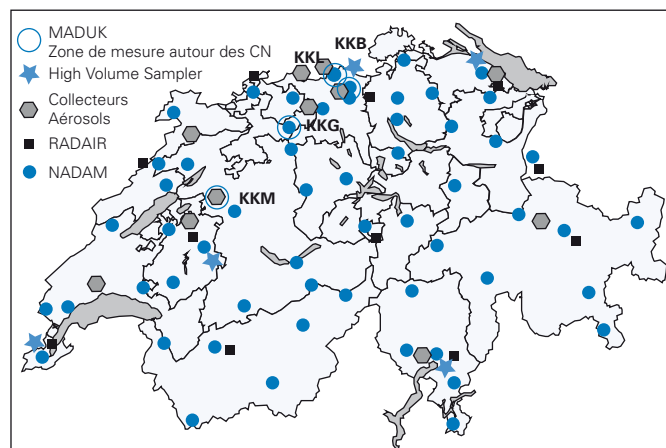 MADUK
Zone de mesure autour des CN
High Volume Sampler
Collecteurs
Aérosols
RADAIR
NADAM
KKB
KKL
KKG
KKM